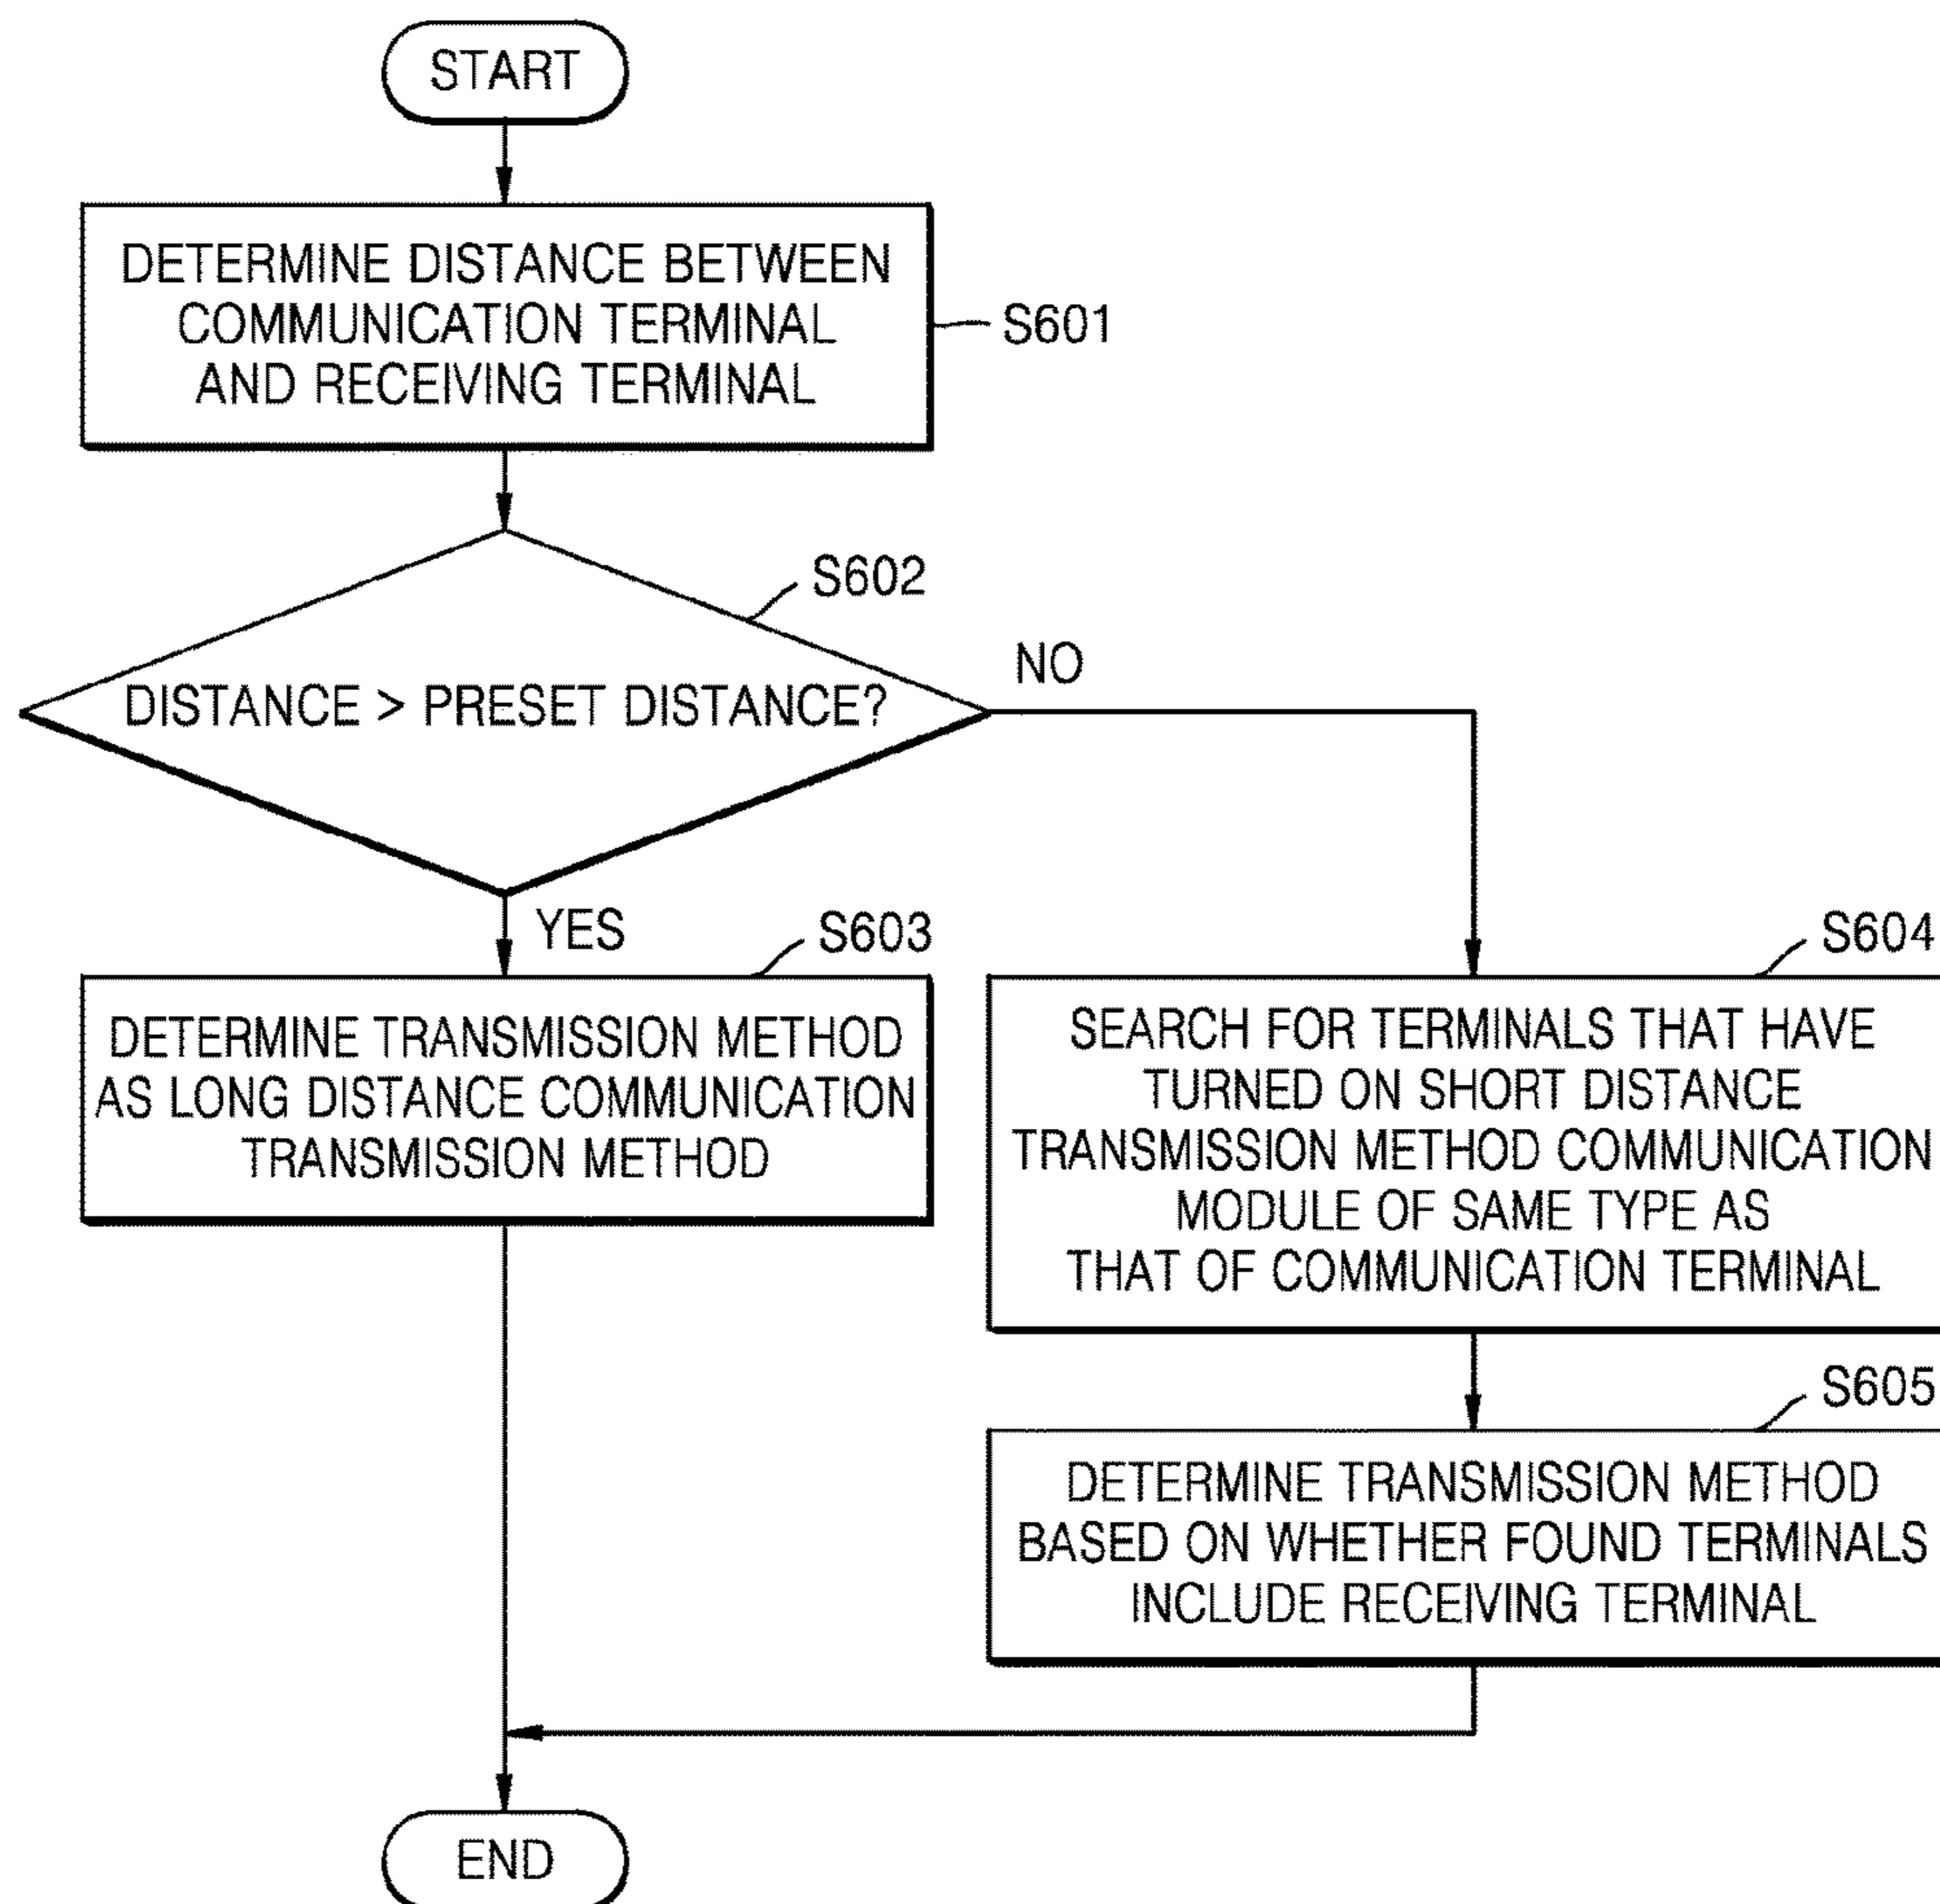 START
DETERMINE DISTANCE BETWEEN
COMMUNICATION TERMINAL
AND RECEIVING TERMINAL
S601
S602
DISTANCE > PRESET DISTANCE?
NO
YES
S603
DETERMINE TRANSMISSION METHOD
AS LONG DISTANCE COMMUNICATION
TRANSMISSION METHOD
S604
SEARCH FOR TERMINALS THAT HAVE
TURNED ON SHORT DISTANCE
TRANSMISSION METHOD COMMUNICATION
MODULE OF SAME TYPE AS
THAT OF COMMUNICATION TERMINAL
S605
DETERMINE TRANSMISSION METHOD
BASED ON WHETHER FOUND TERMINALS
INCLUDE RECEIVING TERMINAL
END